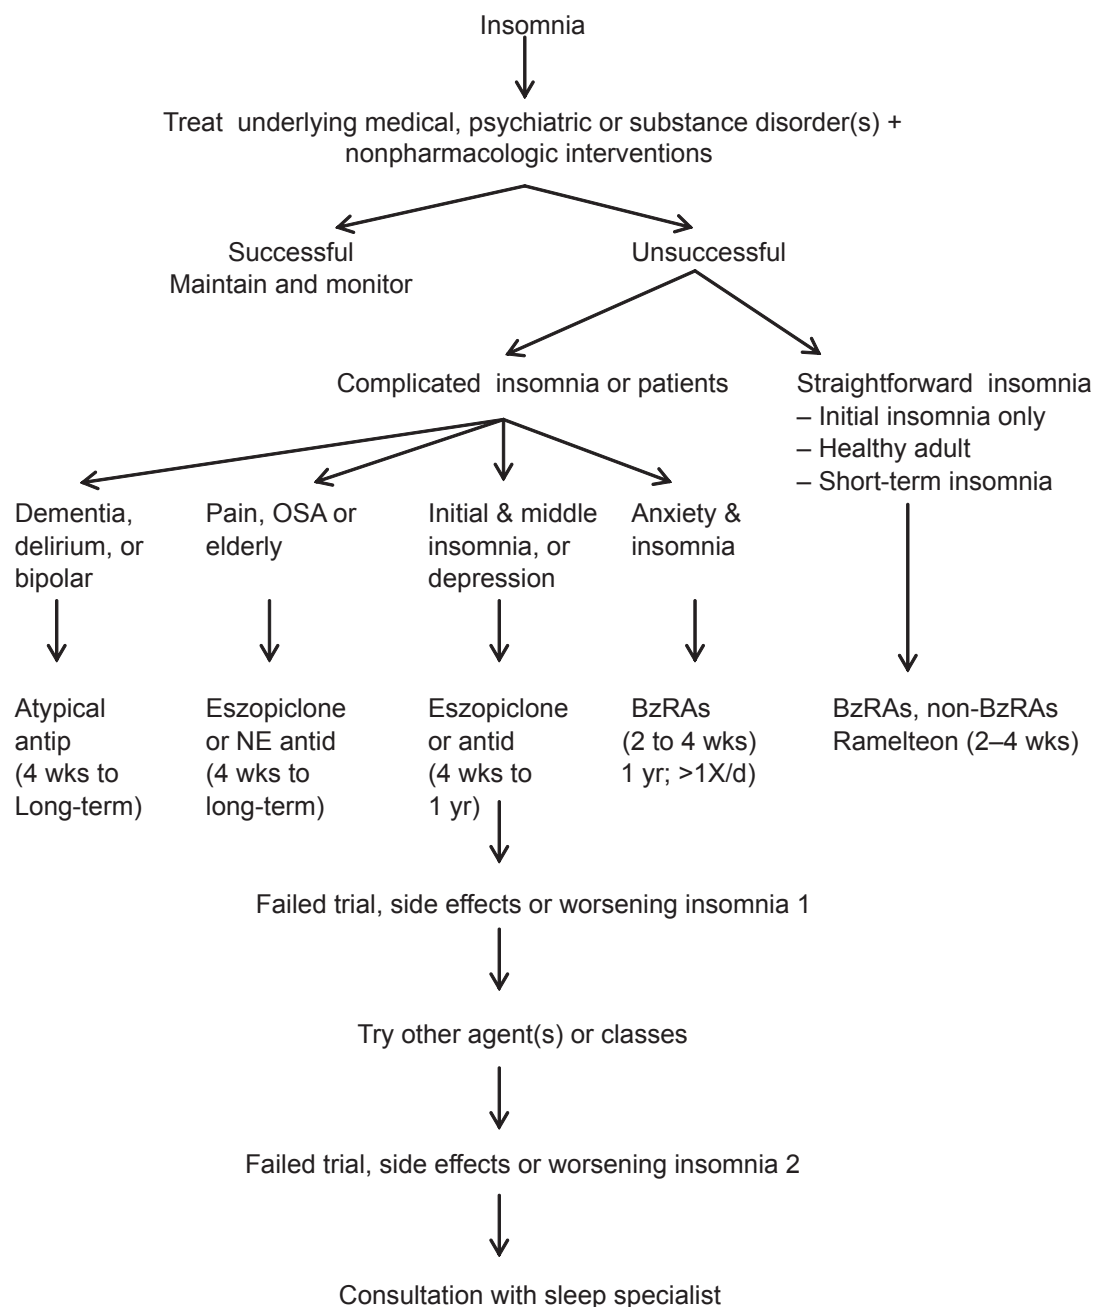 Insomnia
Treat underlying medical, psychiatric or substance disorder(s) +
nonpharmacologic interventions
Successful
Maintain and monitor
Unsuccessful
Complicated insomnia or patients
Straightforward insomnia
– Initial insomnia only
– Healthy adult
– Short-term insomnia
Dementia,
delirium, or
bipolar
Pain, OSA or
elderly
Initial & middle
insomnia, or
depression
Anxiety &
insomnia
Atypical
antip
(4 wks to
Long-term)
Eszopiclone
or NE antid
(4 wks to
long-term)
Eszopiclone
or antid
(4 wks to
1 yr)
BzRAs
(2 to 4 wks)
1 yr; >1X/d)
BzRAs, non-BzRAs
Ramelteon (2–4 wks)
Failed trial, side effects or worsening insomnia 1
Try other agent(s) or classes
Failed trial, side effects or worsening insomnia 2
Consultation with sleep specialist